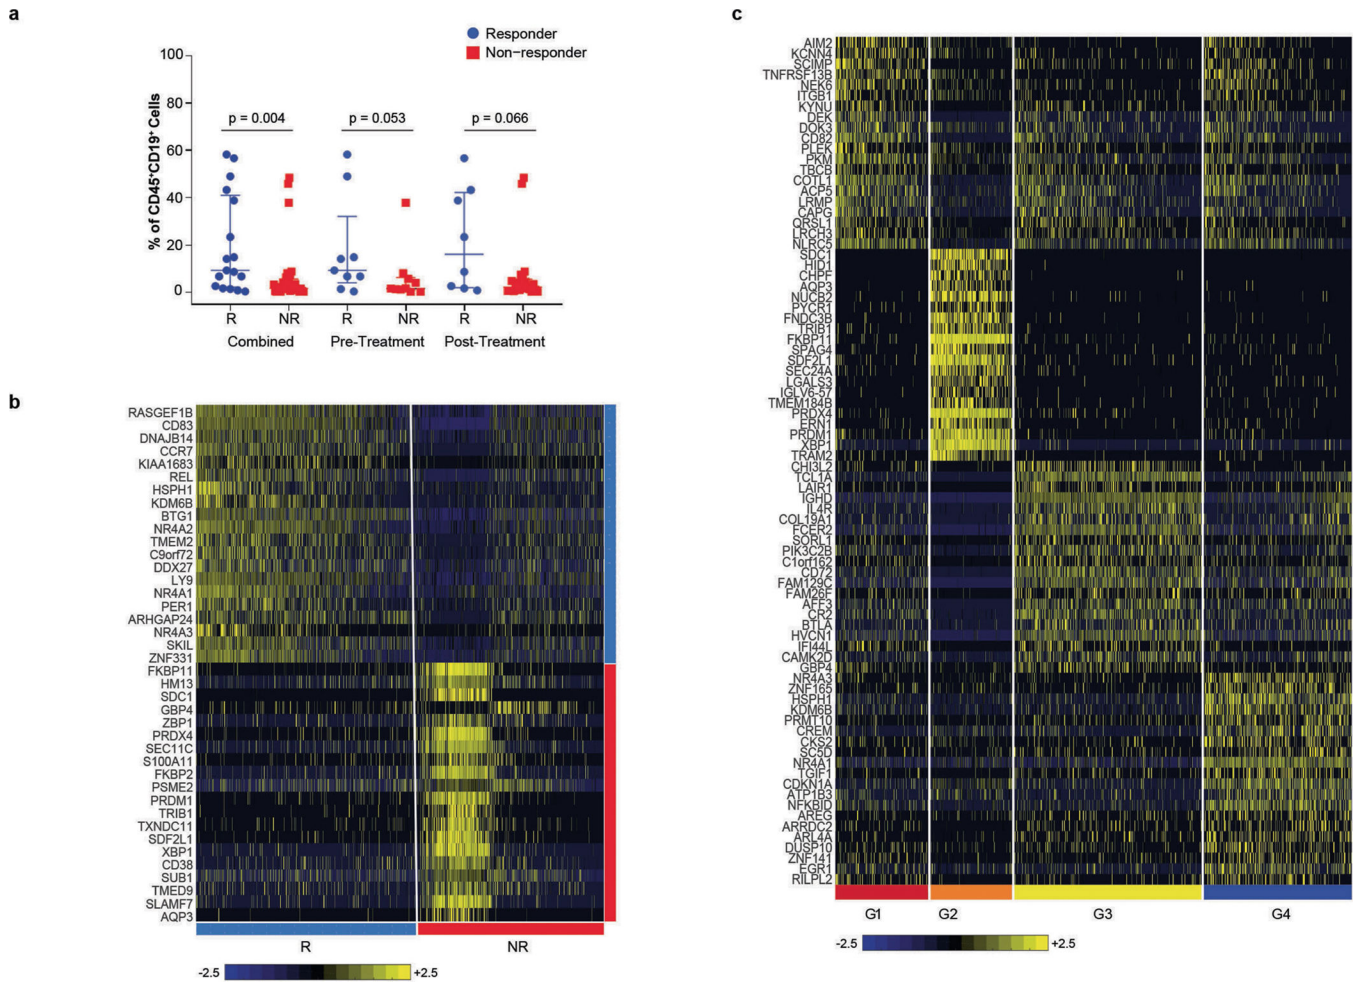 a
Responder
Non-responder
% of CD45+CD19+ Cells
100
80
60
40
20
0
p = 0.004
p = 0.053
p = 0.066
R
NR
R
NR
R
NR
Combined
Pre-Treatment
Post-Treatment
b
RASGEF1B
CD83
DNAJB14
CCR7
KIAA1683
REL
HSPH1
KDM6B
BTG1
NR4A2
TMEM2
C9orf72
DDX27
LY9
NR4A1
PER1
ARHGAP24
NR4A3
SKIL
ZNF331
FKBP11
HM13
SDC1
GBP4
ZBP1
PRDX4
SEC11C
S100A11
FKBP2
PSME2
PRDM1
TRIB1
TXNDC11
SDF2L1
XBP1
CD38
SUB1
TMED9
SLAMF7
AQP3
R
NR
-2.5
+2.5
c
AIM2
KCNN4
SCIMP
TNFRSF13B
NEK6
ITGB1
KYNU
DEK
DOK3
CD82
PLEK
PKM
TBCB
COTL1
ACP5
LRMP
CAPG
QRSL1
LRCH3
NLRC5
SDC1
HID1
CHPF
AQP3
NUCB2
PYCR1
FNDC3B
TRIB1
FKBP11
SPAG4
SDF2L1
SEC24A
LGALS3
IGLV6-57
TMEM184B
PRDX4
ERN1
PRDM1
XBP1
TRAM2
CHI3L2
TCL1A
LAIR1
IGHD
IL4R
COL19A1
FCER2
SORL1
PIK3C2B
C1orf162
CD72
FAM129C
FAM26F
AFF3
CR2
BTLA
HVCN1
IFI44L
CAMK2D
GBP4
NR4A3
ZNF165
HSPH1
KDM6B
PRMT10
CREM
CKS2
SC5D
NR4A1
TGIF1
CDKN1A
ATP1B3
NFKBID
AREG
ARRDC2
ARL4A
DUSP10
ZNF141
EGR1
RILPL2
G1
G2
G3
G4
-2.5
+2.5